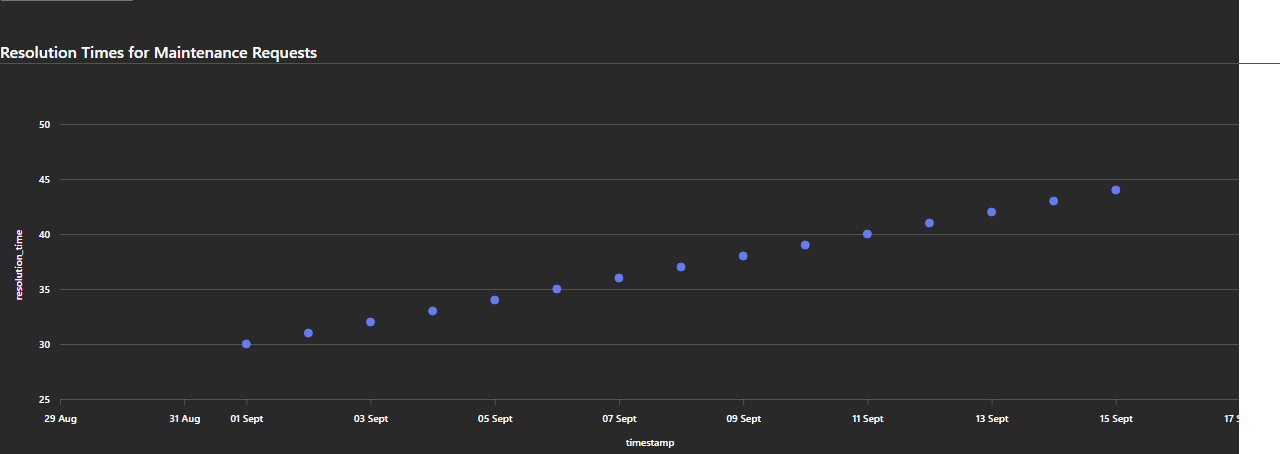 Resolution Times for Maintenance Requests
50
45
40
35
30
25
resolution_time
29 Aug 31 Aug 01 Sept 03 Sept 05 Sept 07 Sept 09 Sept 11 Sept 13 Sept 15 Sept 17 S
timestamp